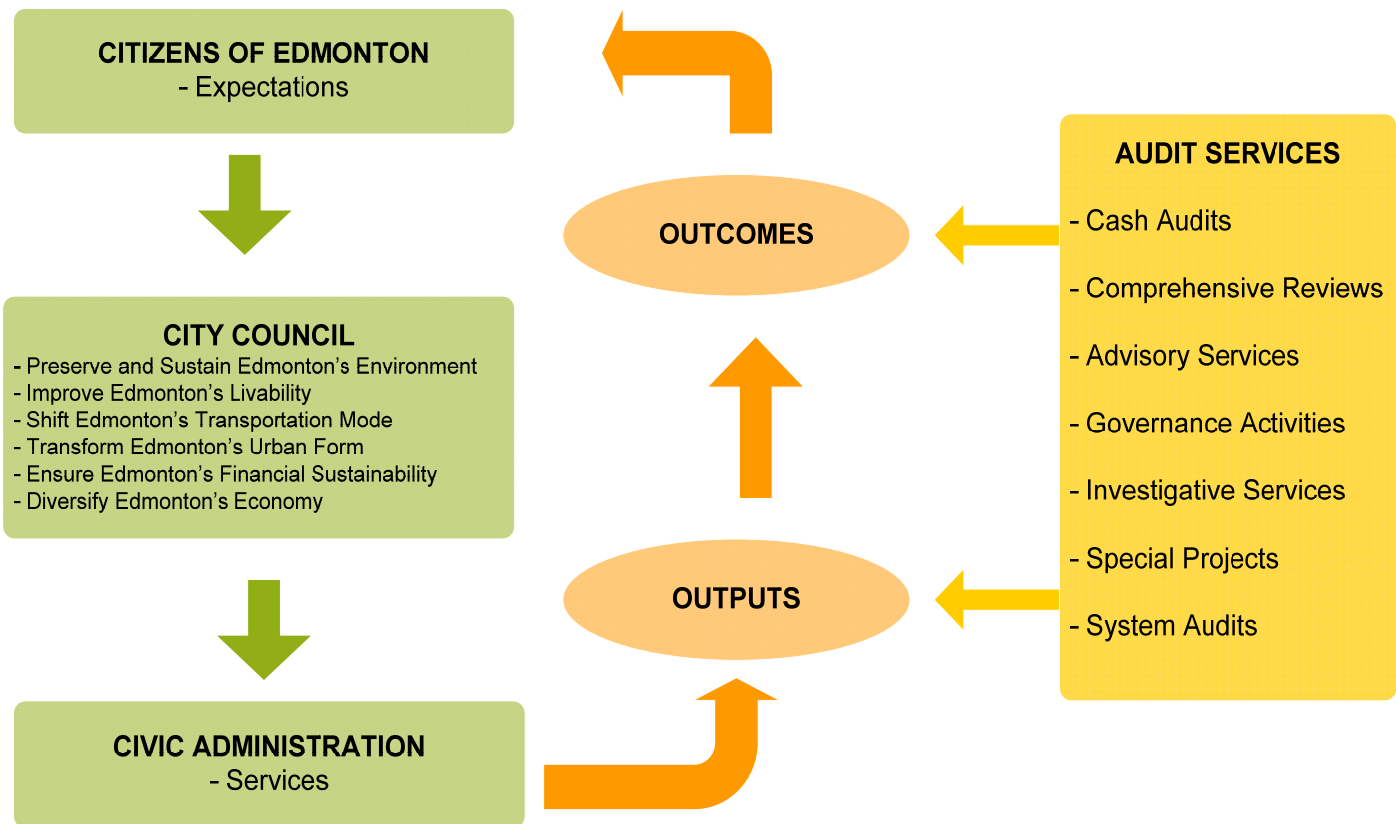 CITIZENS OF EDMONTON
- Expectations
CITY COUNCIL
- Preserve and Sustain Edmonton’s Environment
- Improve Edmonton’s Livability
- Shift Edmonton’s Transportation Mode
- Transform Edmonton’s Urban Form
- Ensure Edmonton’s Financial Sustainability
- Diversify Edmonton’s Economy
CIVIC ADMINISTRATION
- Services
OUTCOMES
OUTPUTS
AUDIT SERVICES
- Cash Audits
- Comprehensive Reviews
- Advisory Services
- Governance Activities
- Investigative Services
- Special Projects
- System Audits